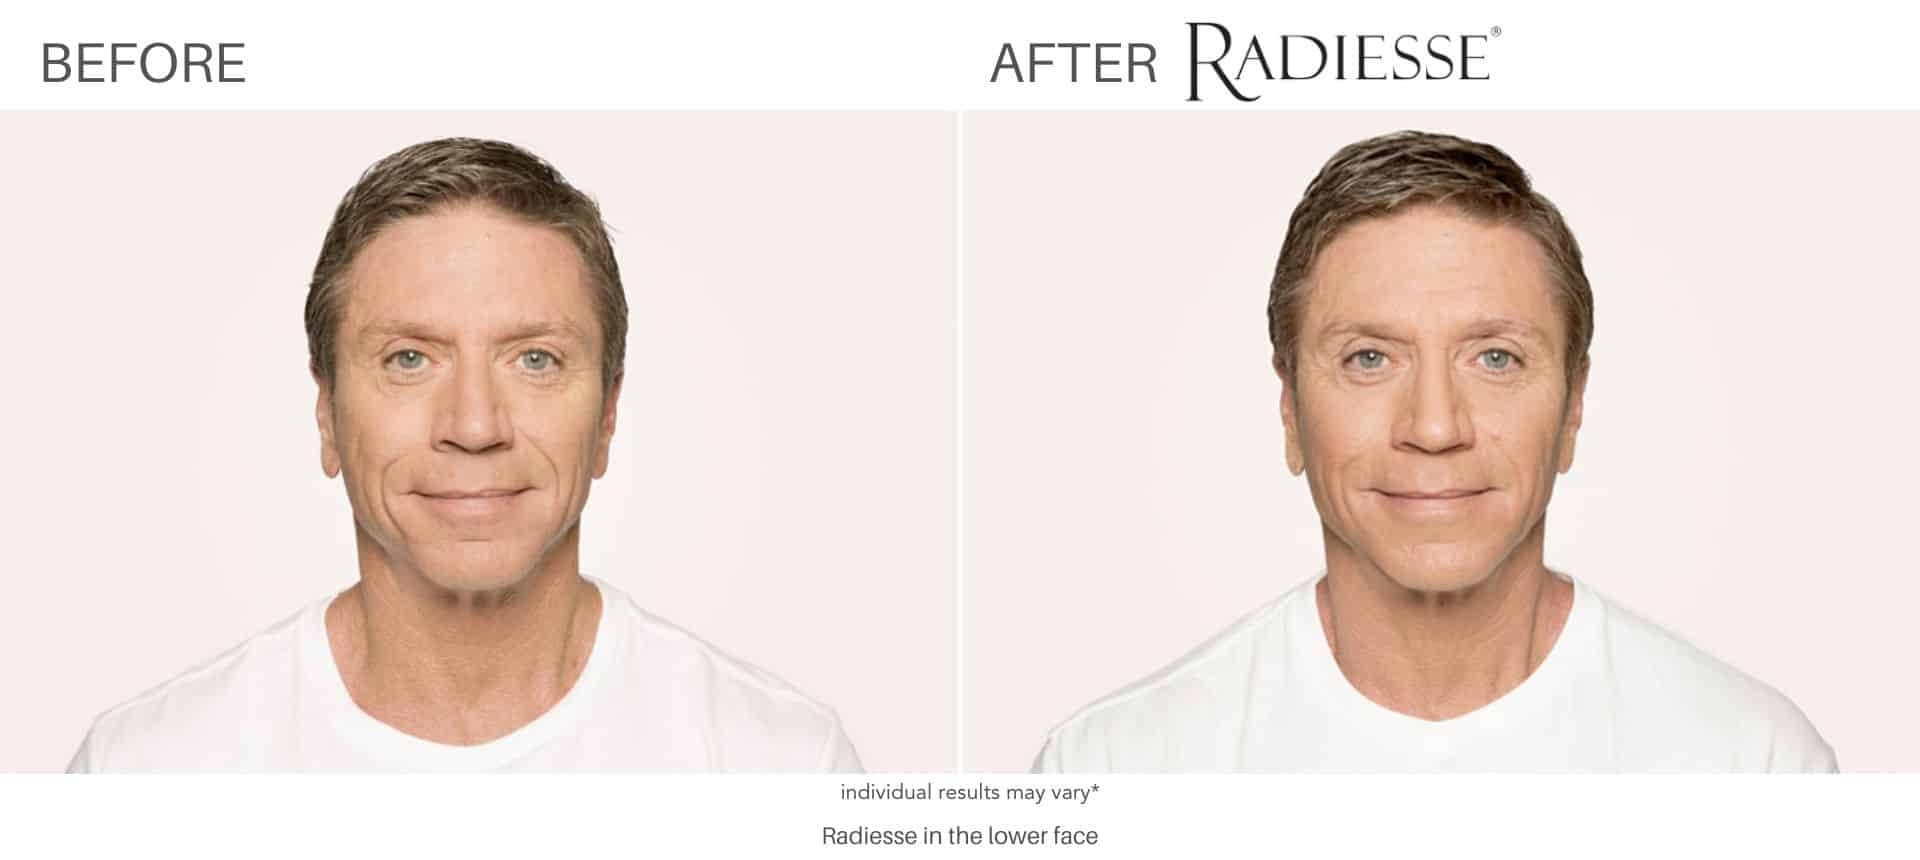 BEFORE
AFTER RADIESSE®
individual results may vary*
Radiesse in the lower face